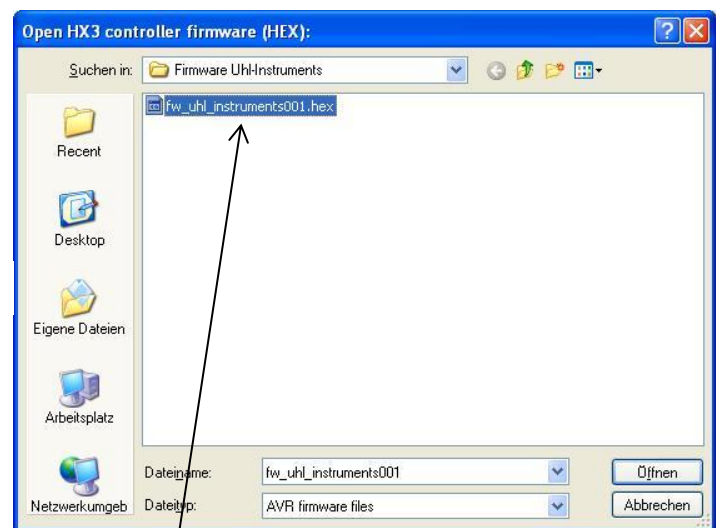 Open HX3 controller firmware (HEX):
Suchen in: Firmware Uhl-Instruments
fw_uhl_instruments001.hex
Recent
Desktop
Eigene Dateien
Arbeitsplatz
Netzwerkumgeb
Dateiname: fw_uhl_instruments001 Öffnen
Dateityp: AVR firmware files Abbrechen